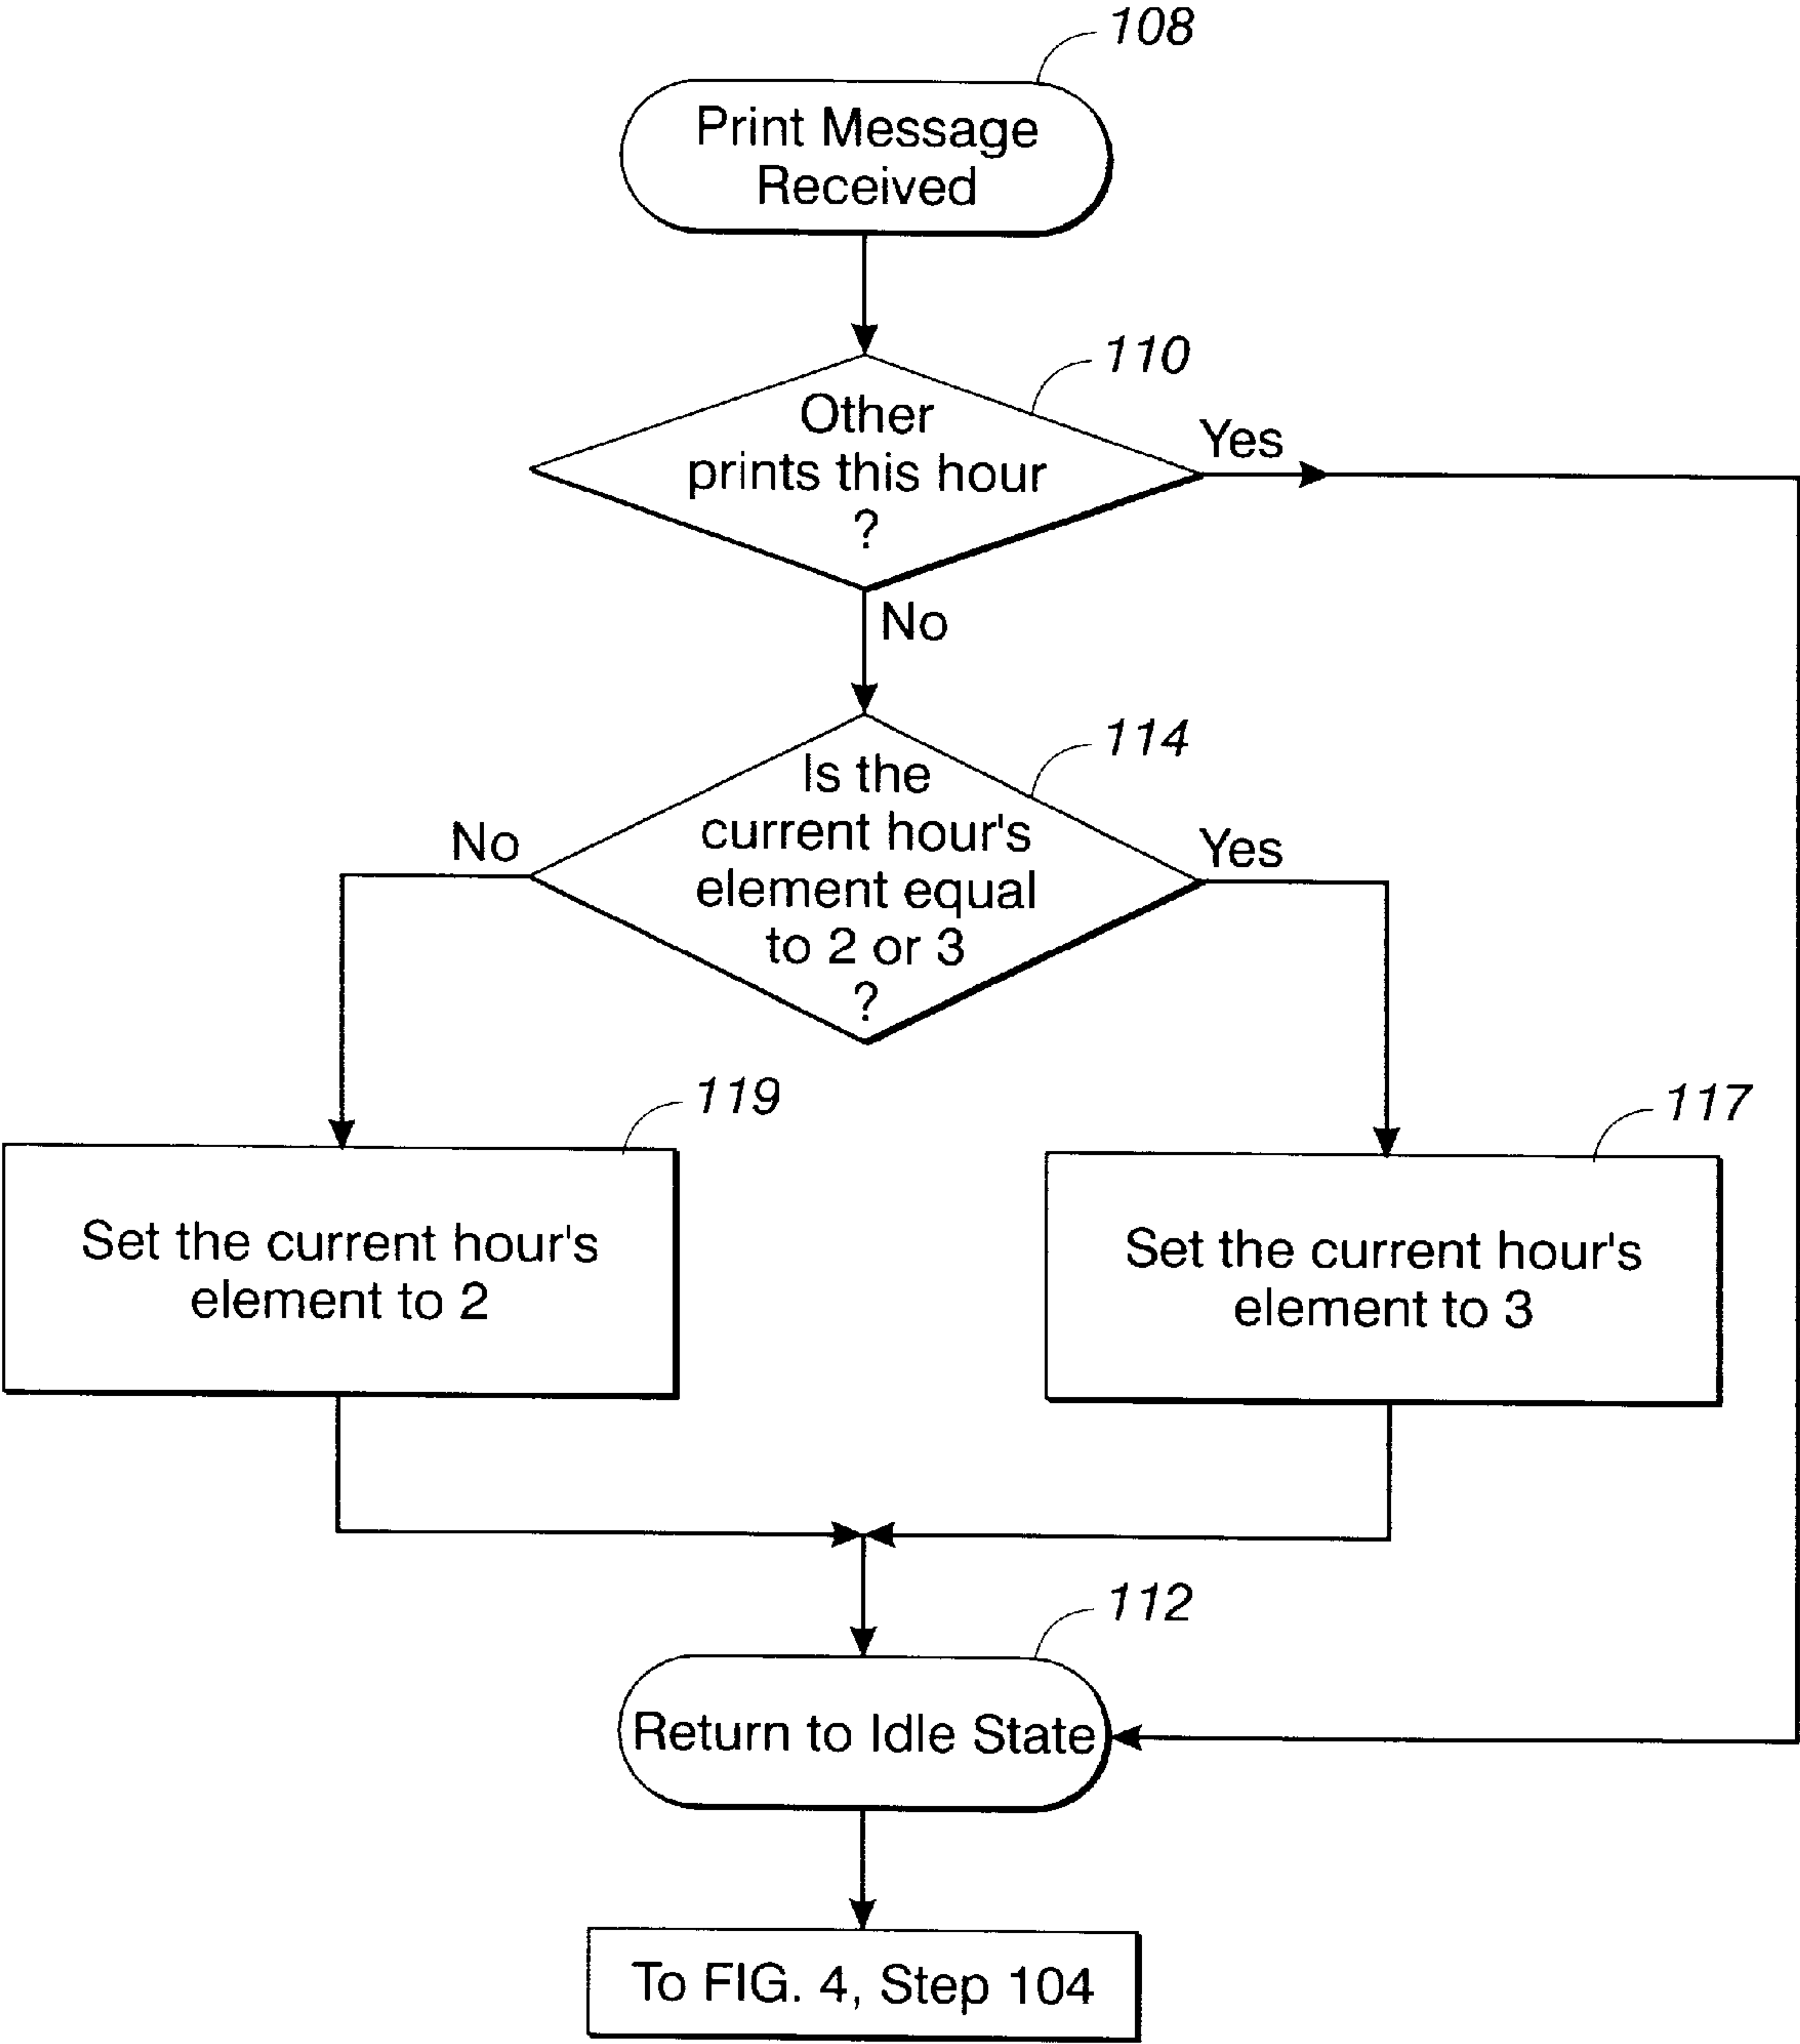 108
Print Message
Received
110
Other
prints this hour
?
Yes
No
114
Is the
current hour's
element equal
to 2 or 3
?
No
Yes
119
Set the current hour's
element to 2
117
Set the current hour's
element to 3
112
Return to Idle State
To FIG. 4, Step 104